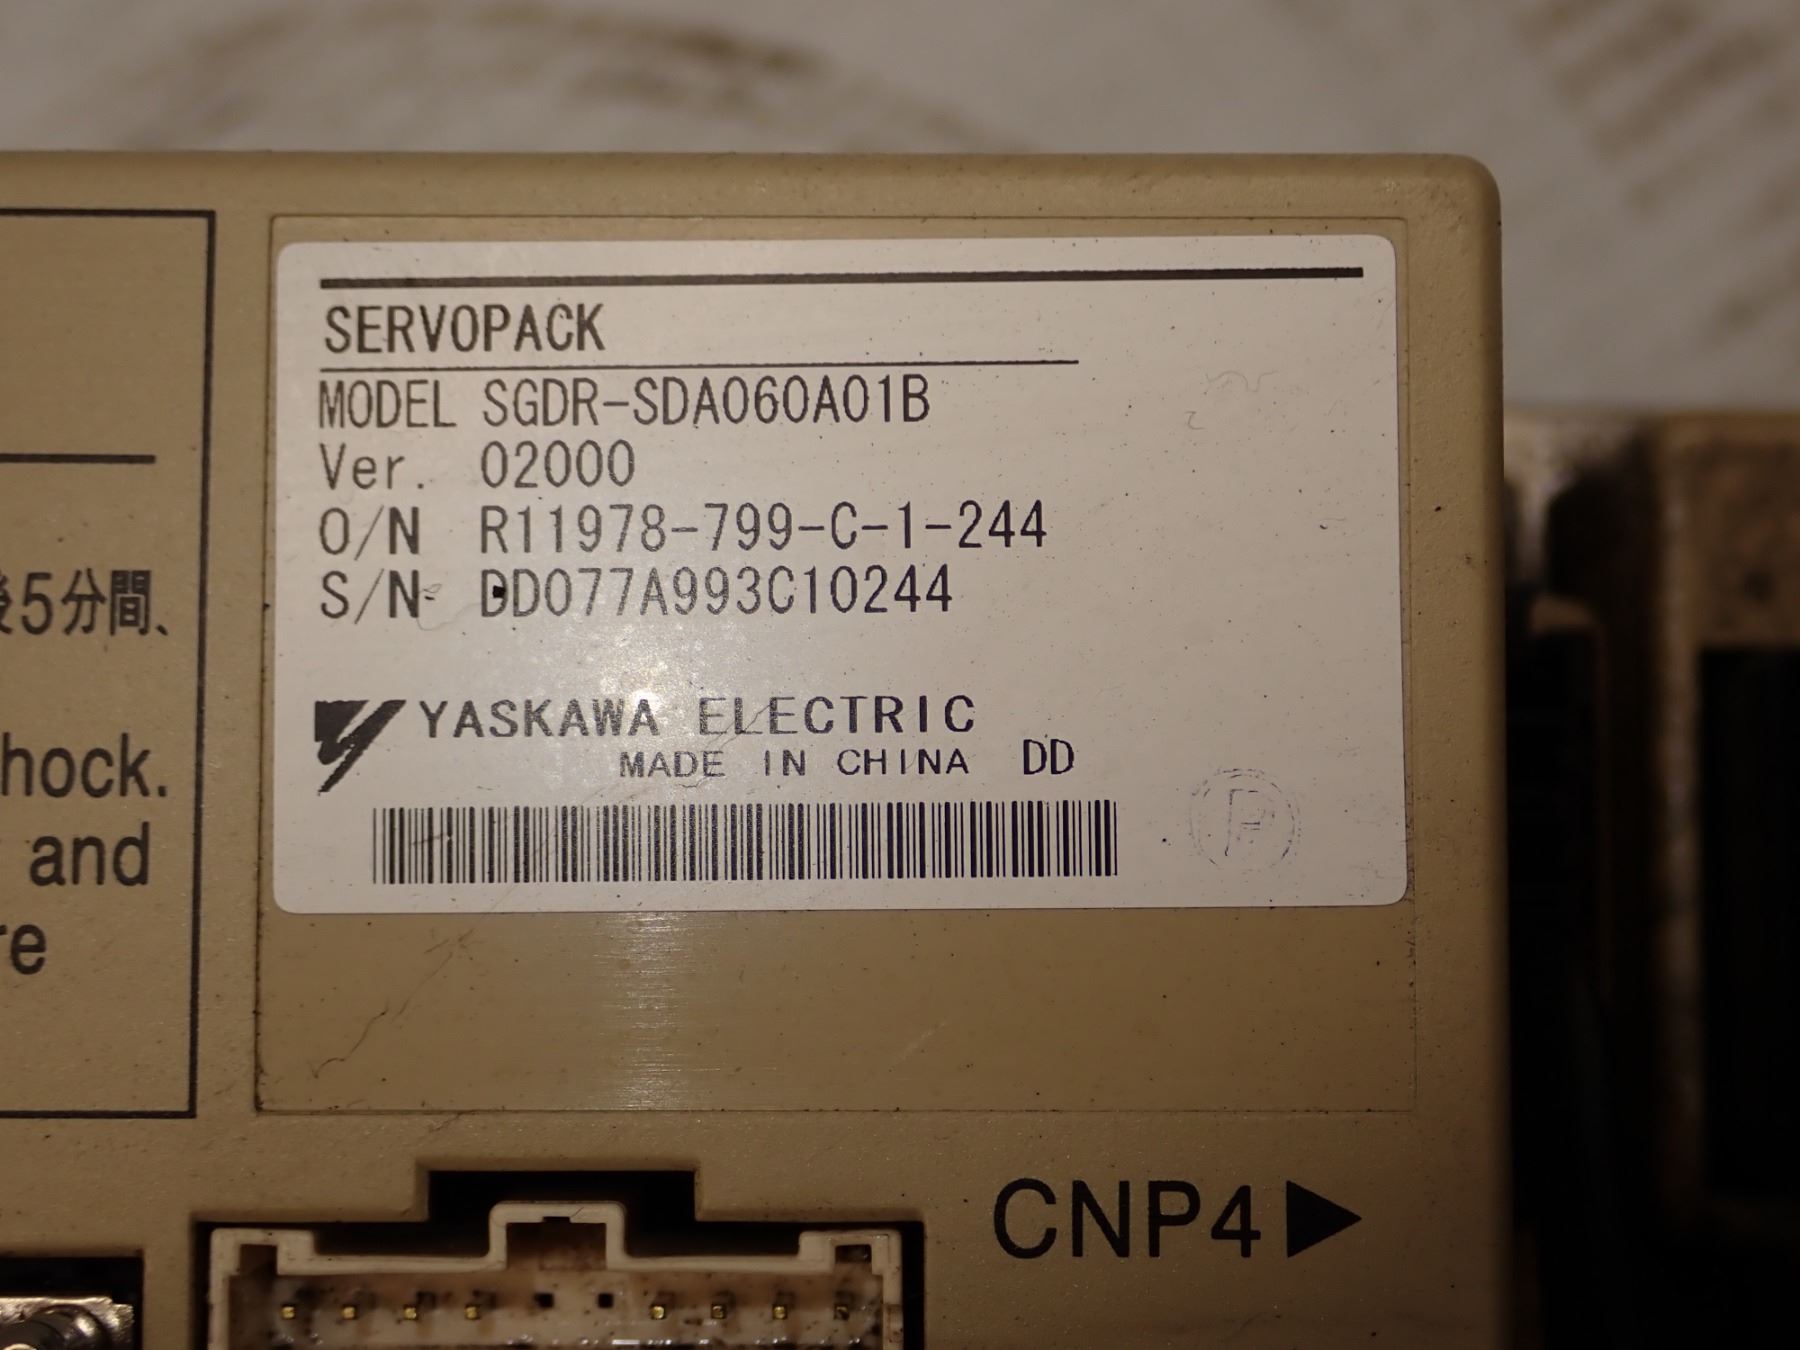 SERVOPACK
MODEL SGDR-SDA060A01B
Ver. 02000
O/N R11978-799-C-1-244
S/N DD077A993C10244
YASKAWA ELECTRIC
MADE IN CHINA DD
後5分間、
hock.
and
re
CNP4▶